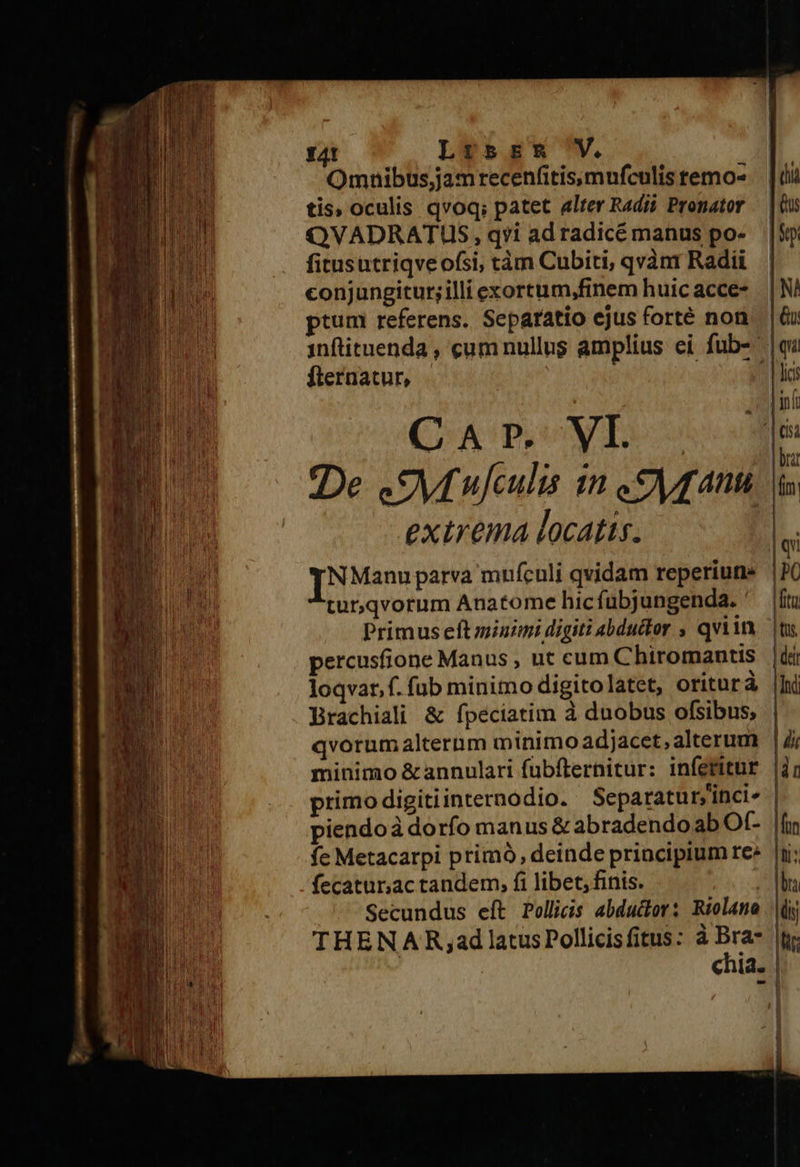 141 LIBER V.
Omnibus,jam recenſitis,muſculis remo-
tis, oculis qvoq; patet alter Radii Pronator
QVADRATUS, qvi ad radicé manus po-
ſitus utriqve oſsi, tàm Cubiti, qvàm Radii
conjungitur; illi exortum,finem huic acce-
ptum referens. Separatio ejus fortè non
inſtituenda, cum nullus amplius ei ſub-
ſternatur,
CAP. VI.
De Muſculis in Manu
extrema locatis.
IN Manu parva muſculi qvidam reperiun-
tur,qvorum Anatome hic ſubjungenda.
Primus eſt minimi digiti abductor, qvi in
percusſione Manus, ut cum Chiromantis
loqvar, ſ. ſub minimo digito latet, oritur à
Brachiali & ſpeciatim à duobus oſsibus,
qvorum alterum minimo adjacet, alterum
minimo & annulari ſubſternitur: inſeritur
primo digiti internodio. Separatur, inci-
piendo à dorſo manus & abradendo ab Oſ-
ſe Metacarpi primò, deinde principium re-
ſecatur,ac tandem, ſi libet, finis.
Secundus eſt Pollicis abductor: Riolano
THENAR,ad latus Pollicis ſitus: à Bra-
chia-